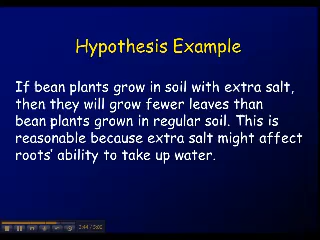 Hypothesis Example
If bean plants grow in soil with extra salt,
then they will grow fewer leaves than
bean plants grown in regular soil. This is
reasonable because extra salt might affect
roots' ability to take up water.